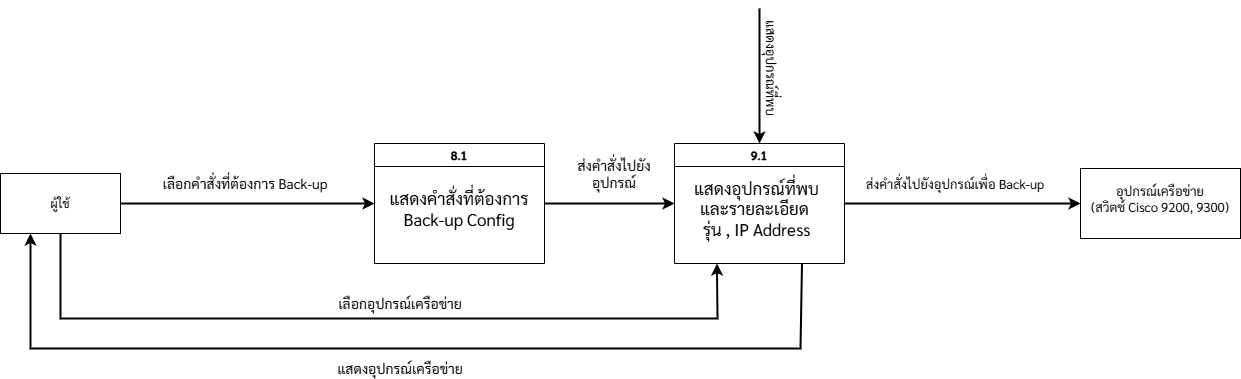 แสดงอุปกรณ์ที่พบ
8.1
9.1
ผู้ใช้
เลือกคำสั่งที่ต้องการ Back-up
แสดงคำสั่งที่ต้องการ
Back-up Config
ส่งคำสั่งไปยัง
อุปกรณ์
แสดงอุปกรณ์ที่พบ
และรายละเอียด
รุ่น , IP Address
ส่งคำสั่งไปยังอุปกรณ์เพื่อ Back-up
อุปกรณ์เครือข่าย
(สวิตช์ Cisco 9200, 9300)
เลือกอุปกรณ์เครือข่าย
แสดงอุปกรณ์เครือข่าย